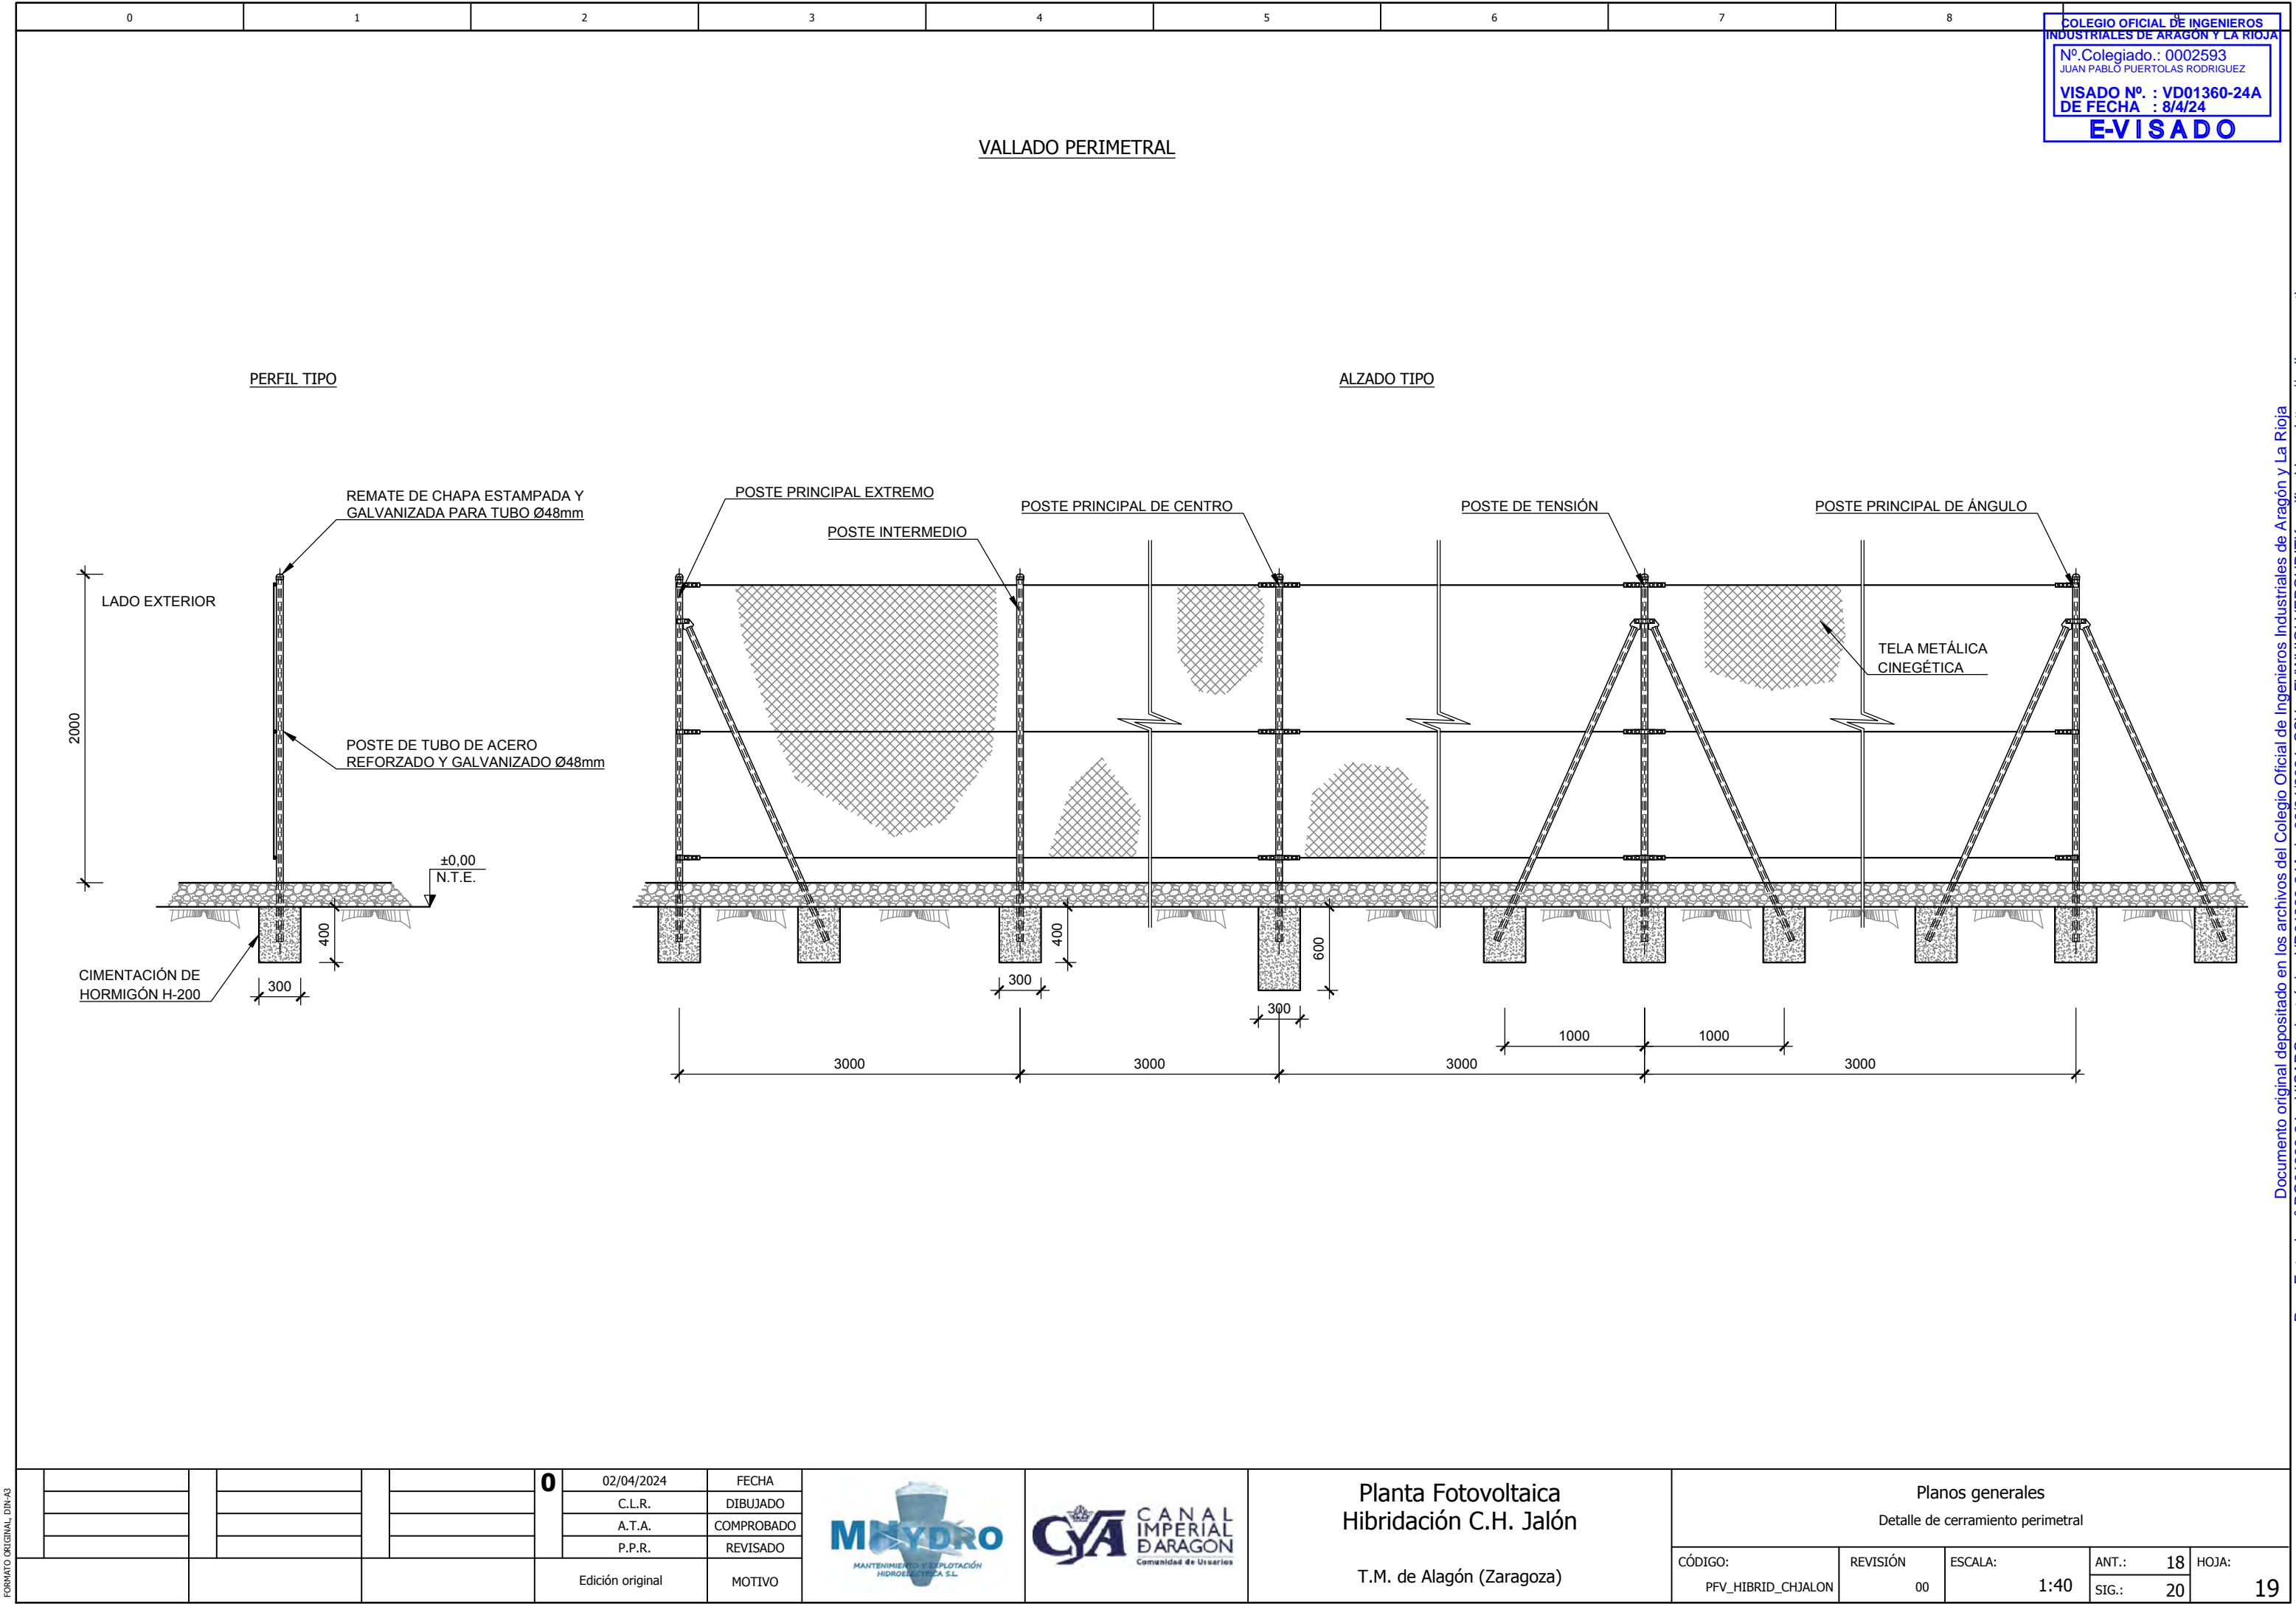 0 1 2 3 4 5 6 7 8 9
COLEGIO OFICIAL DE INGENIEROS
INDUSTRIALES DE ARAGÓN Y LA RIOJA
Nº.Colegiado.: 0002593
JUAN PABLO PUERTOLAS RODRIGUEZ
VISADO Nº. : VD01360-24A
DE FECHA : 8/4/24
E-VISADO
VALLADO PERIMETRAL
PERFIL TIPO
ALZADO TIPO
REMATE DE CHAPA ESTAMPADA Y
GALVANIZADA PARA TUBO Ø48mm
LADO EXTERIOR
2000
POSTE DE TUBO DE ACERO
REFORZADO Y GALVANIZADO Ø48mm
±0,00
N.T.E.
400
CIMENTACIÓN DE
HORMIGÓN H-200
300
POSTE PRINCIPAL EXTREMO
POSTE INTERMEDIO
POSTE PRINCIPAL DE CENTRO
POSTE DE TENSIÓN
POSTE PRINCIPAL DE ÁNGULO
TELA METÁLICA
CINEGÉTICA
400
300
600
300
1000
1000
3000
3000
3000
3000
Documento original depositado en los archivos del Colegio Oficial de Ingenieros Industriales de Aragón y La Rioja
FORMATO ORIGINAL, DIN-A3
0
02/04/2024 FECHA
C.L.R. DIBUJADO
A.T.A. COMPROBADO
P.P.R. REVISADO
Edición original MOTIVO
MNHYDRO
MANTENIMIENTO Y EXPLOTACIÓN
HIDROELÉCTRICA S.L.
CYA
CANAL
IMPERIAL
DARAGON
Comunidad de Usuarios
Planta Fotovoltaica
Hibridación C.H. Jalón
T.M. de Alagón (Zaragoza)
Planos generales
Detalle de cerramiento perimetral
CÓDIGO:
PFV_HIBRID_CHJALON
REVISIÓN
00
ESCALA:
1:40
ANT.: 18
SIG.: 20
HOJA:
19